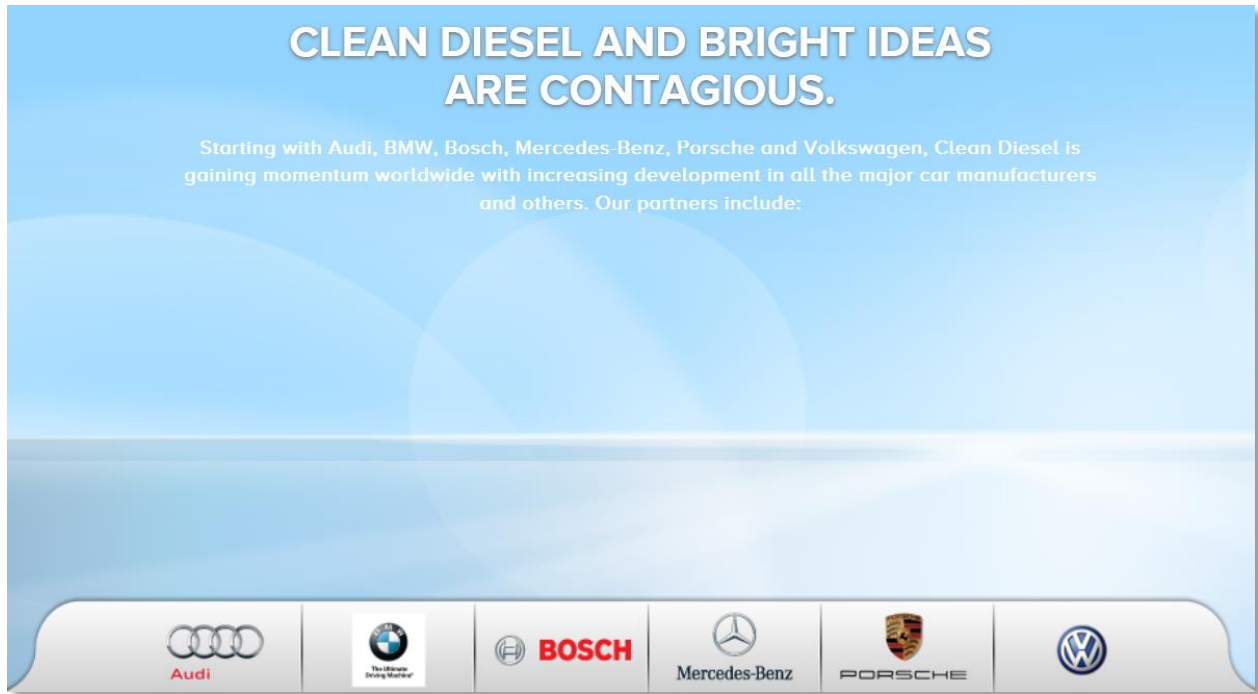 CLEAN DIESEL AND BRIGHT IDEAS
ARE CONTAGIOUS.
Starting with Audi, BMW, Bosch, Mercedes-Benz, Porsche and Volkswagen, Clean Diesel is
gaining momentum worldwide with increasing development in all the major car manufacturers
and others. Our partners include:
Audi
BMW
The Ultimate
Driving Machine®
BOSCH
Mercedes-Benz
PORSCHE
VW